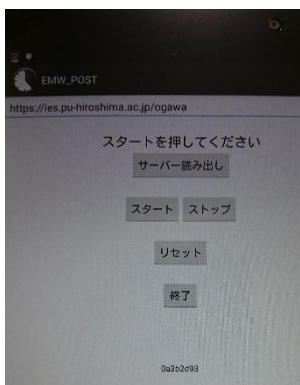 EMW_POST
https://ies.pu-hiroshima.ac.jp/ogawa
スタートを押してください
サーバー読み出し
スタート ストップ
リセット
終了
0a3b2d93